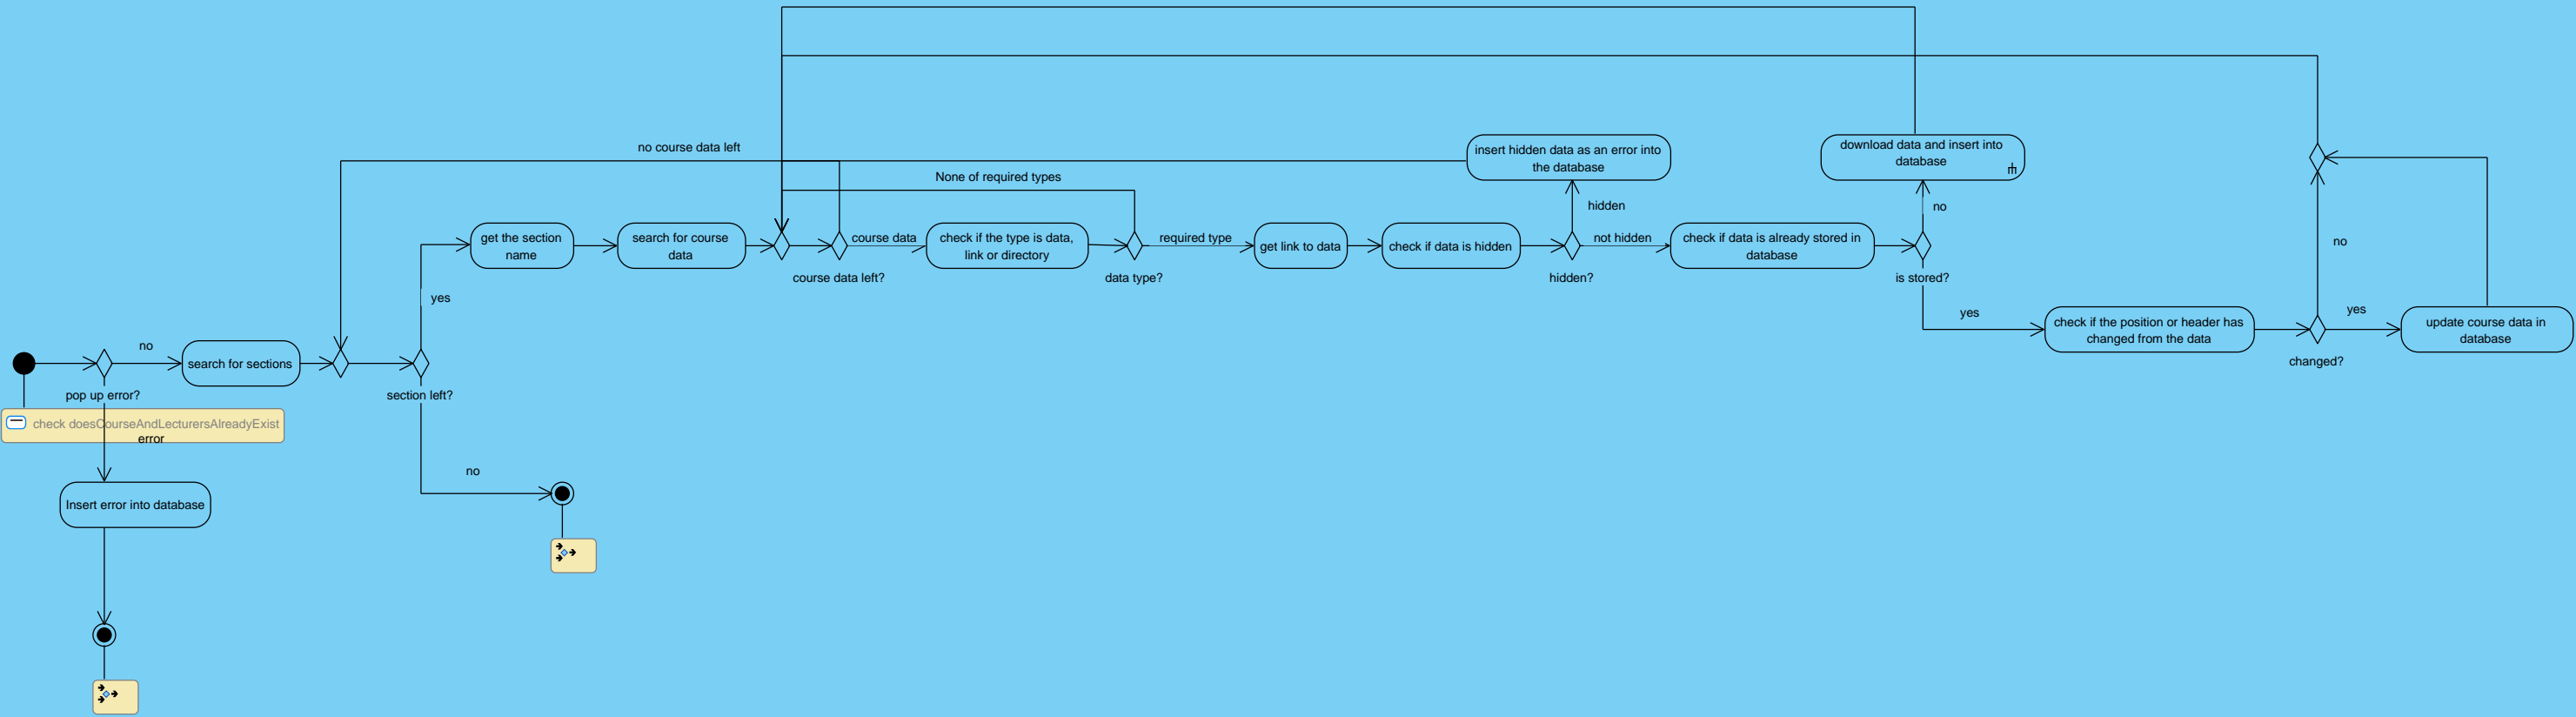 no course data left
None of required types
insert hidden data as an error into
the database
download data and insert into
database
hidden
no
get the section
name
search for course
data
course data
check if the type is data,
link or directory
required type
get link to data
check if data is hidden
not hidden
check if data is already stored in
database
course data left?
data type?
hidden?
is stored?
no
yes
yes
check if the position or header has
changed from the data
yes
update course data in
database
changed?
no
search for sections
pop up error?
section left?
check doesCourseAndLecturersAlreadyExist
error
no
Insert error into database